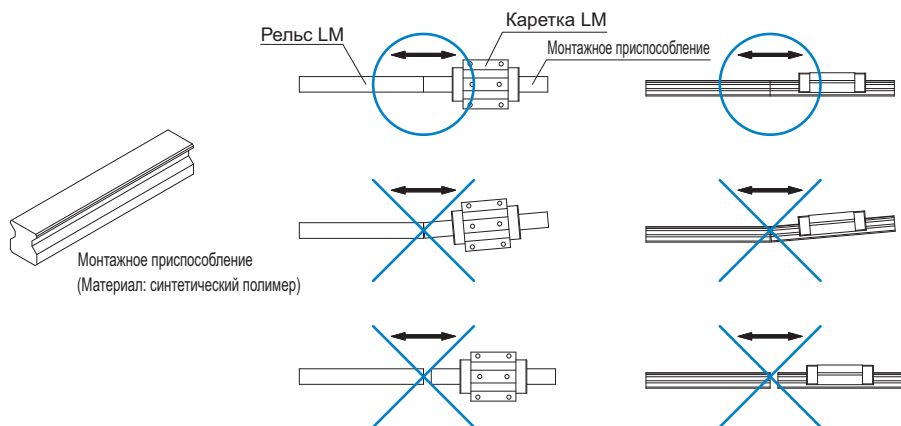 Рельс LM
Каретка LM
Монтажное приспособление
Монтажное приспособление
(Материал: синтетический полимер)